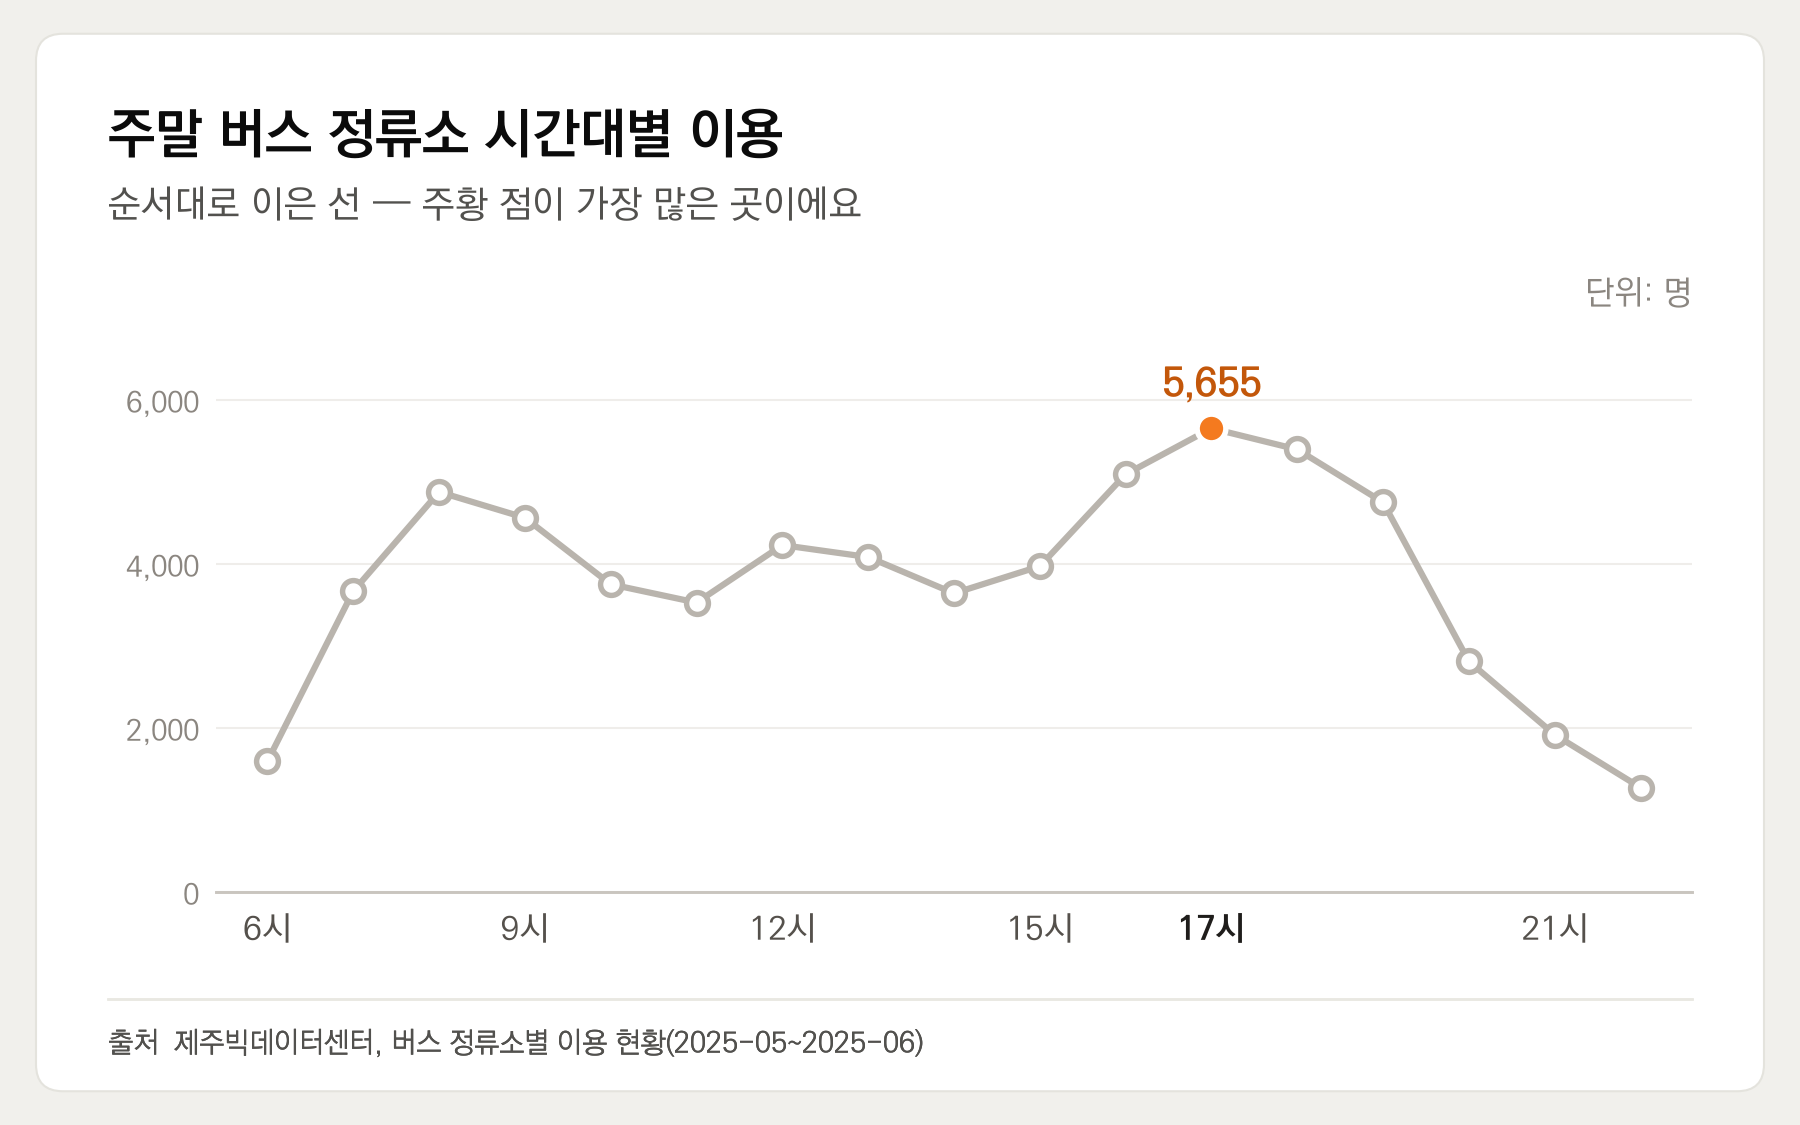 주말 버스 정류소 시간대별 이용
순서대로 이은 선 — 주황 점이 가장 많은 곳이에요
단위: 명
5,655
6,000
4,000
2,000
0
6시 9시 12시 15시 17시 21시
출처 제주빅데이터센터, 버스 정류소별 이용 현황(2025-05~2025-06)